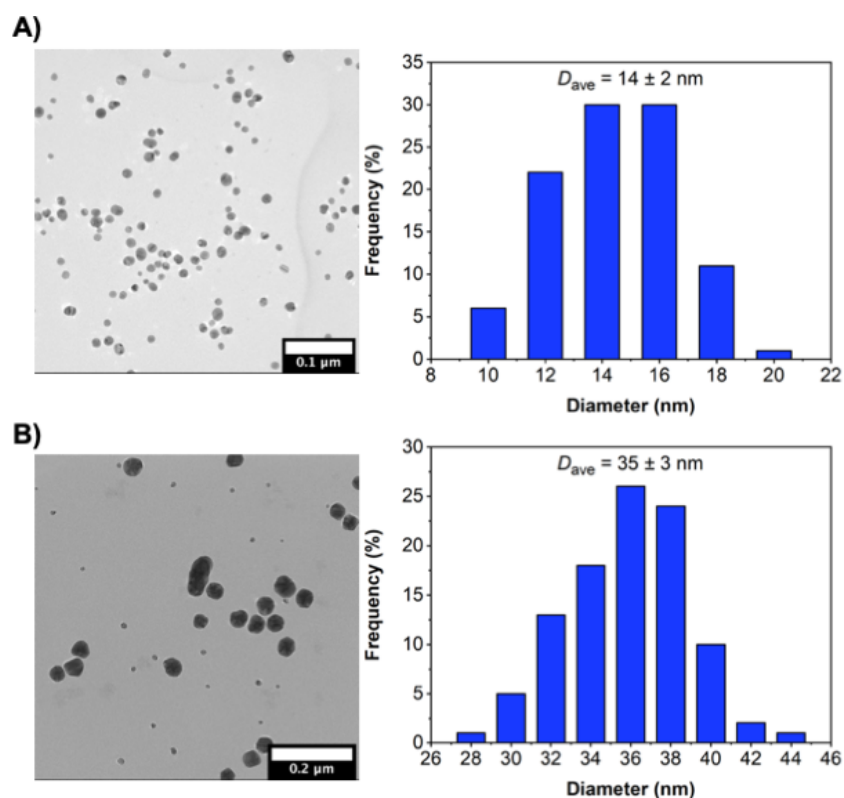 A)
D_ave = 14 ± 2 nm
35
30
25
20
15
10
5
0
Frequency (%)
8 10 12 14 16 18 20 22
Diameter (nm)
0.1 µm
B)
D_ave = 35 ± 3 nm
30
25
20
15
10
5
0
Frequency (%)
26 28 30 32 34 36 38 40 42 44 46
Diameter (nm)
0.2 µm